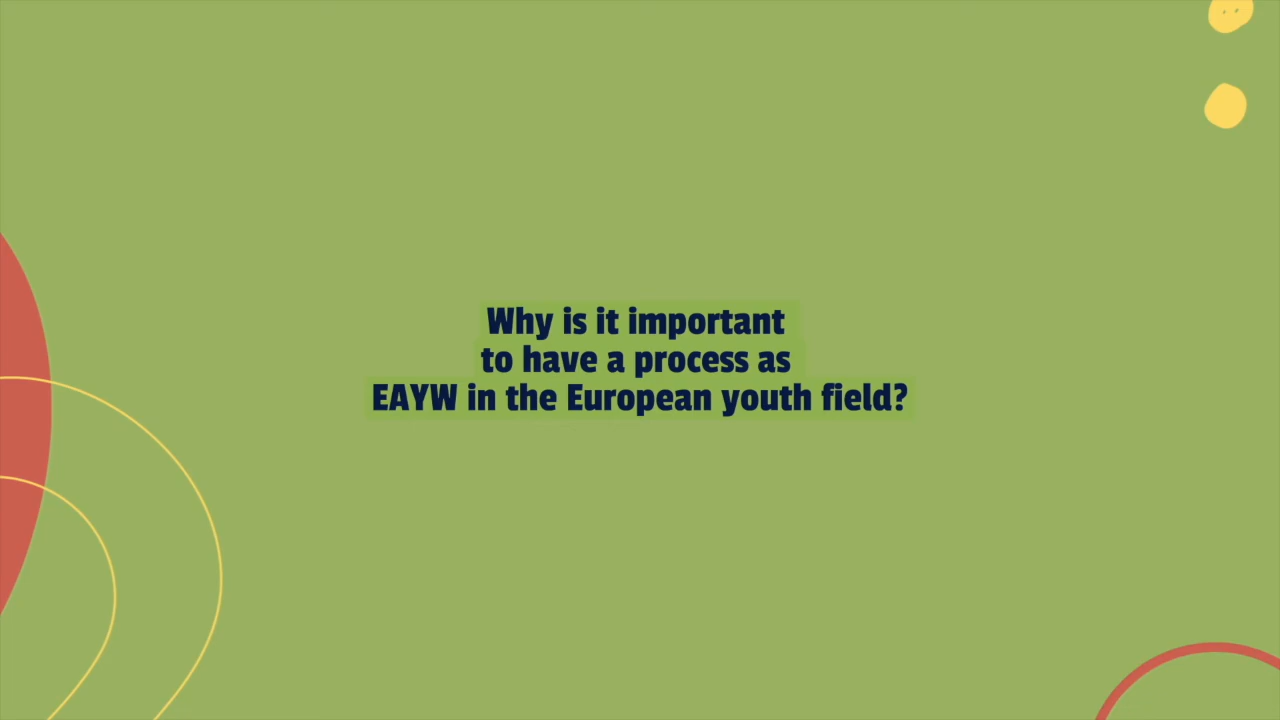 Why is it important
to have a process as
EAYW in the European youth field?